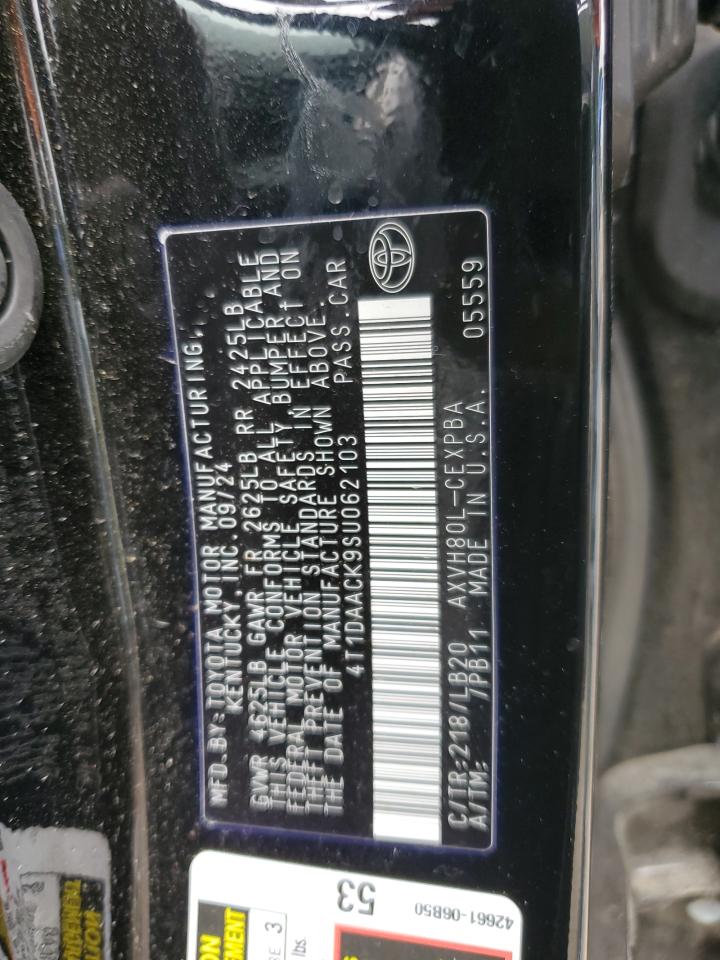 MFD.BY:TOYOTA MOTOR MANUFACTURING,
KENTUCKY,INC.09/24
GVWR 4625LB GAWR FR 2625LB RR 2425LB
THIS VEHICLE CONFORMS TO ALL APPLICABLE
FEDERAL MOTOR VEHICLE SAFETY, BUMPER AND
THEFT PREVENTION STANDARDS IN EFFECT ON
THE DATE OF MANUFACTURE SHOWN ABOVE.
4T1DAACK9SU062103 PASS.CAR
C/TR:218/LB20 AXVH80L-CEXPBA 05559
A/TM: 7PB11 MADE IN U.S.A.
53
42661-06B50
3
lbs.